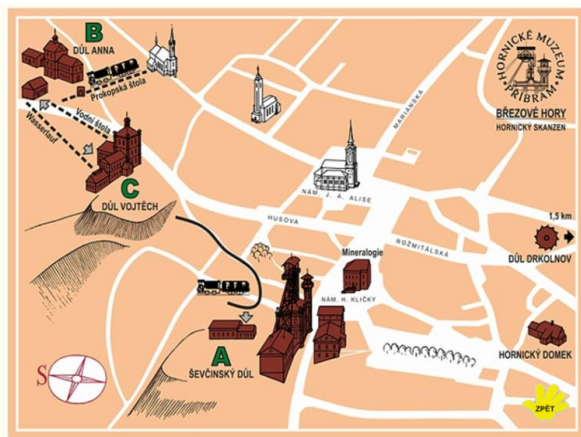 B
DŮL ANNA
Prokopská štola
Vodní štola
Wasserlauf
C
DŮL VOJTĚCH
HORNICKÉ MUZEUM
PŘÍBRAM
BŘEZOVÉ HORY
HORNICKÝ SKANZEN
MARIÁNSKÁ
NÁM. J. A. ALISE
HUSOVA
ROŽMITÁLSKÁ
1,5 km
DŮL DRKOLNOV
Mineralogie
NÁM. H. KLIČKY
A
ŠEVČINSKÝ DŮL
HORNICKÝ DOMEK
S
ZPĚT